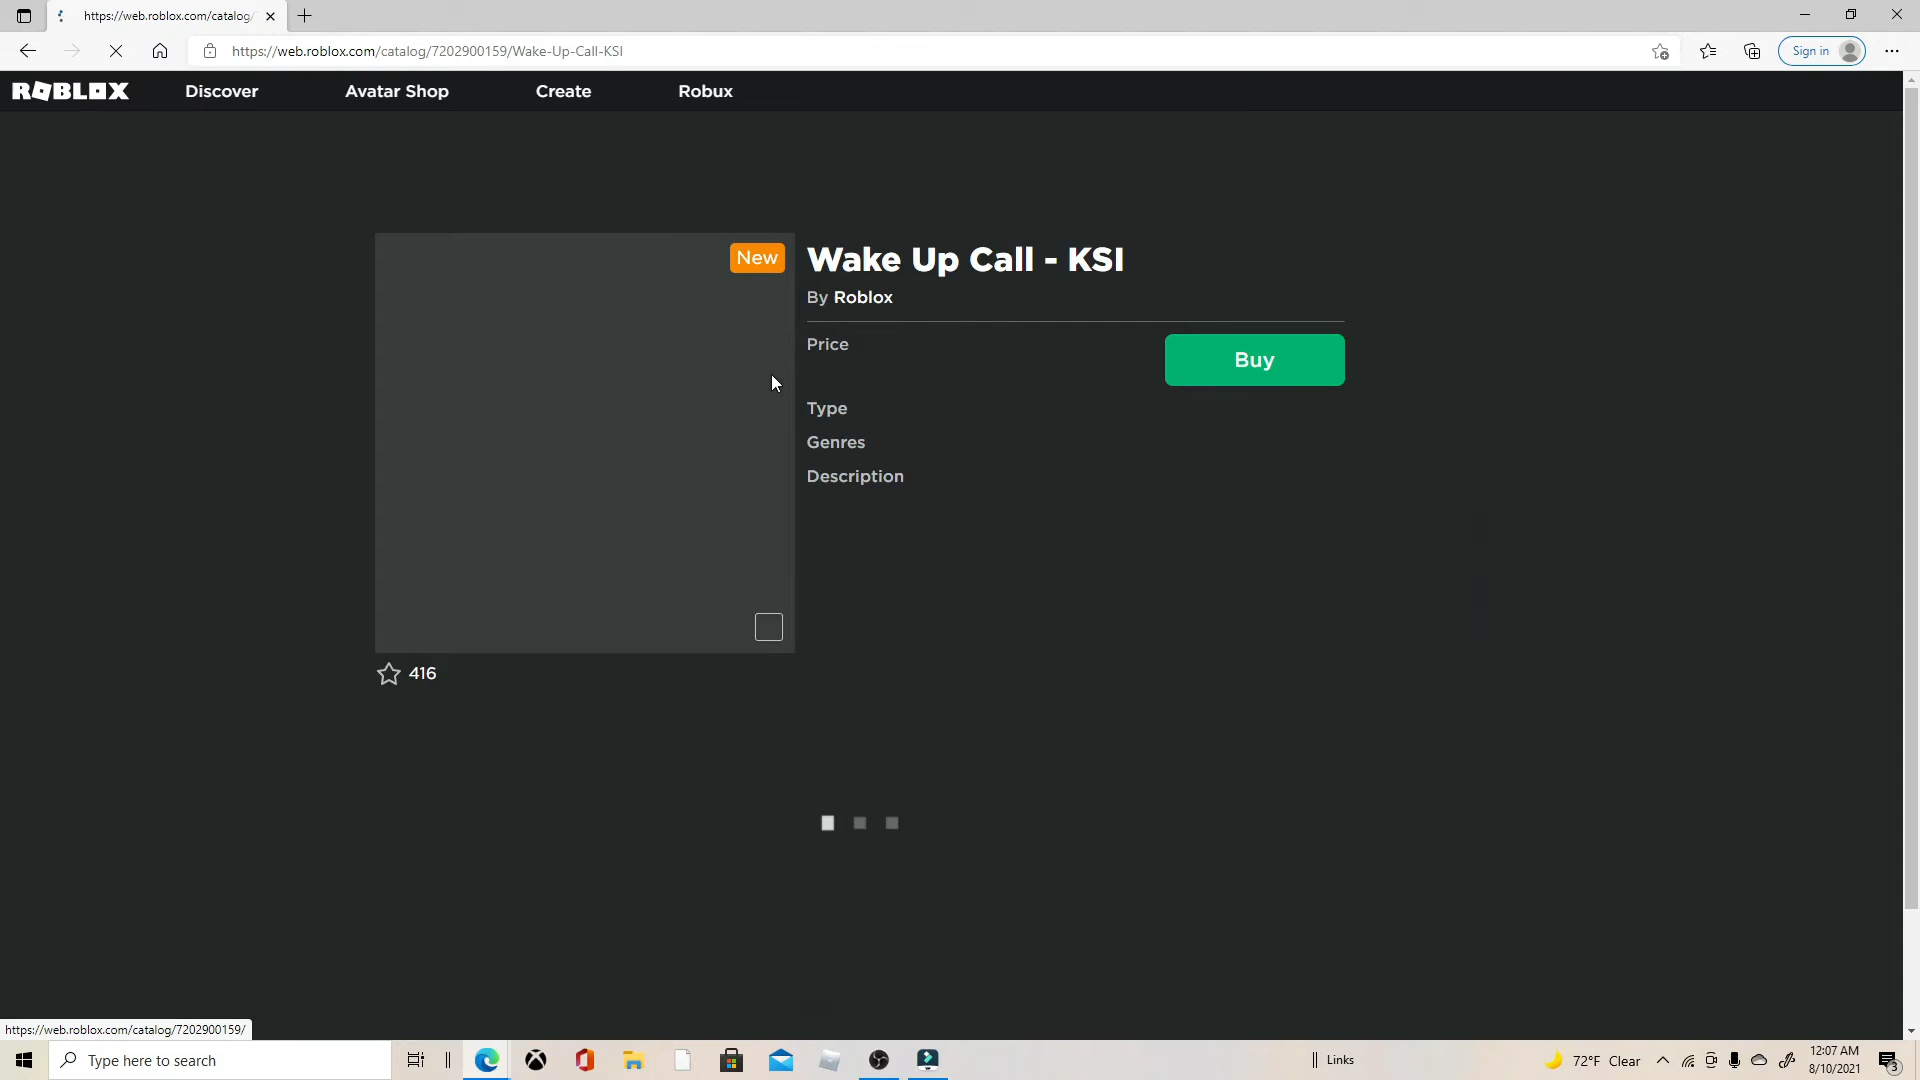 https://web.roblox.com/catalog/
https://web.roblox.com/catalog/7202900159/Wake-Up-Call-KSI
Sign in
ROBLOX
Discover
Avatar Shop
Create
Robux
New
Wake Up Call - KSI
By Roblox
Price
Buy
Type
Genres
Description
416
https://web.roblox.com/catalog/7202900159/
Type here to search
Links
72°F Clear
12:07 AM
8/10/2021
3